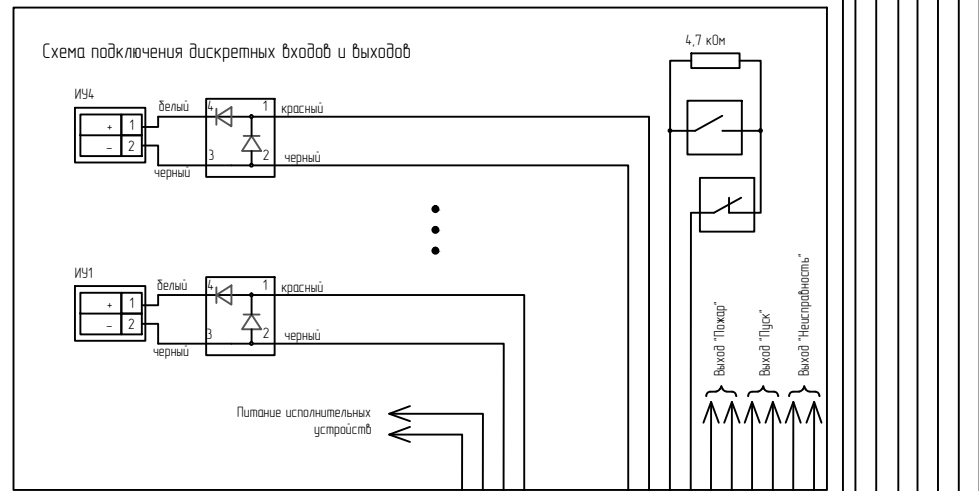 Схема подключения дискретных входов и выходов
4,7 кОм
ИУ4
белый
4
1
красный
+ 1
− 2
3
2
черный
черный
ИУ1
белый
4
1
красный
+ 1
− 2
3
2
черный
черный
Питание исполнительных
устройств
Выход "Пожар"
Выход "Пуск"
Выход "Неисправность"